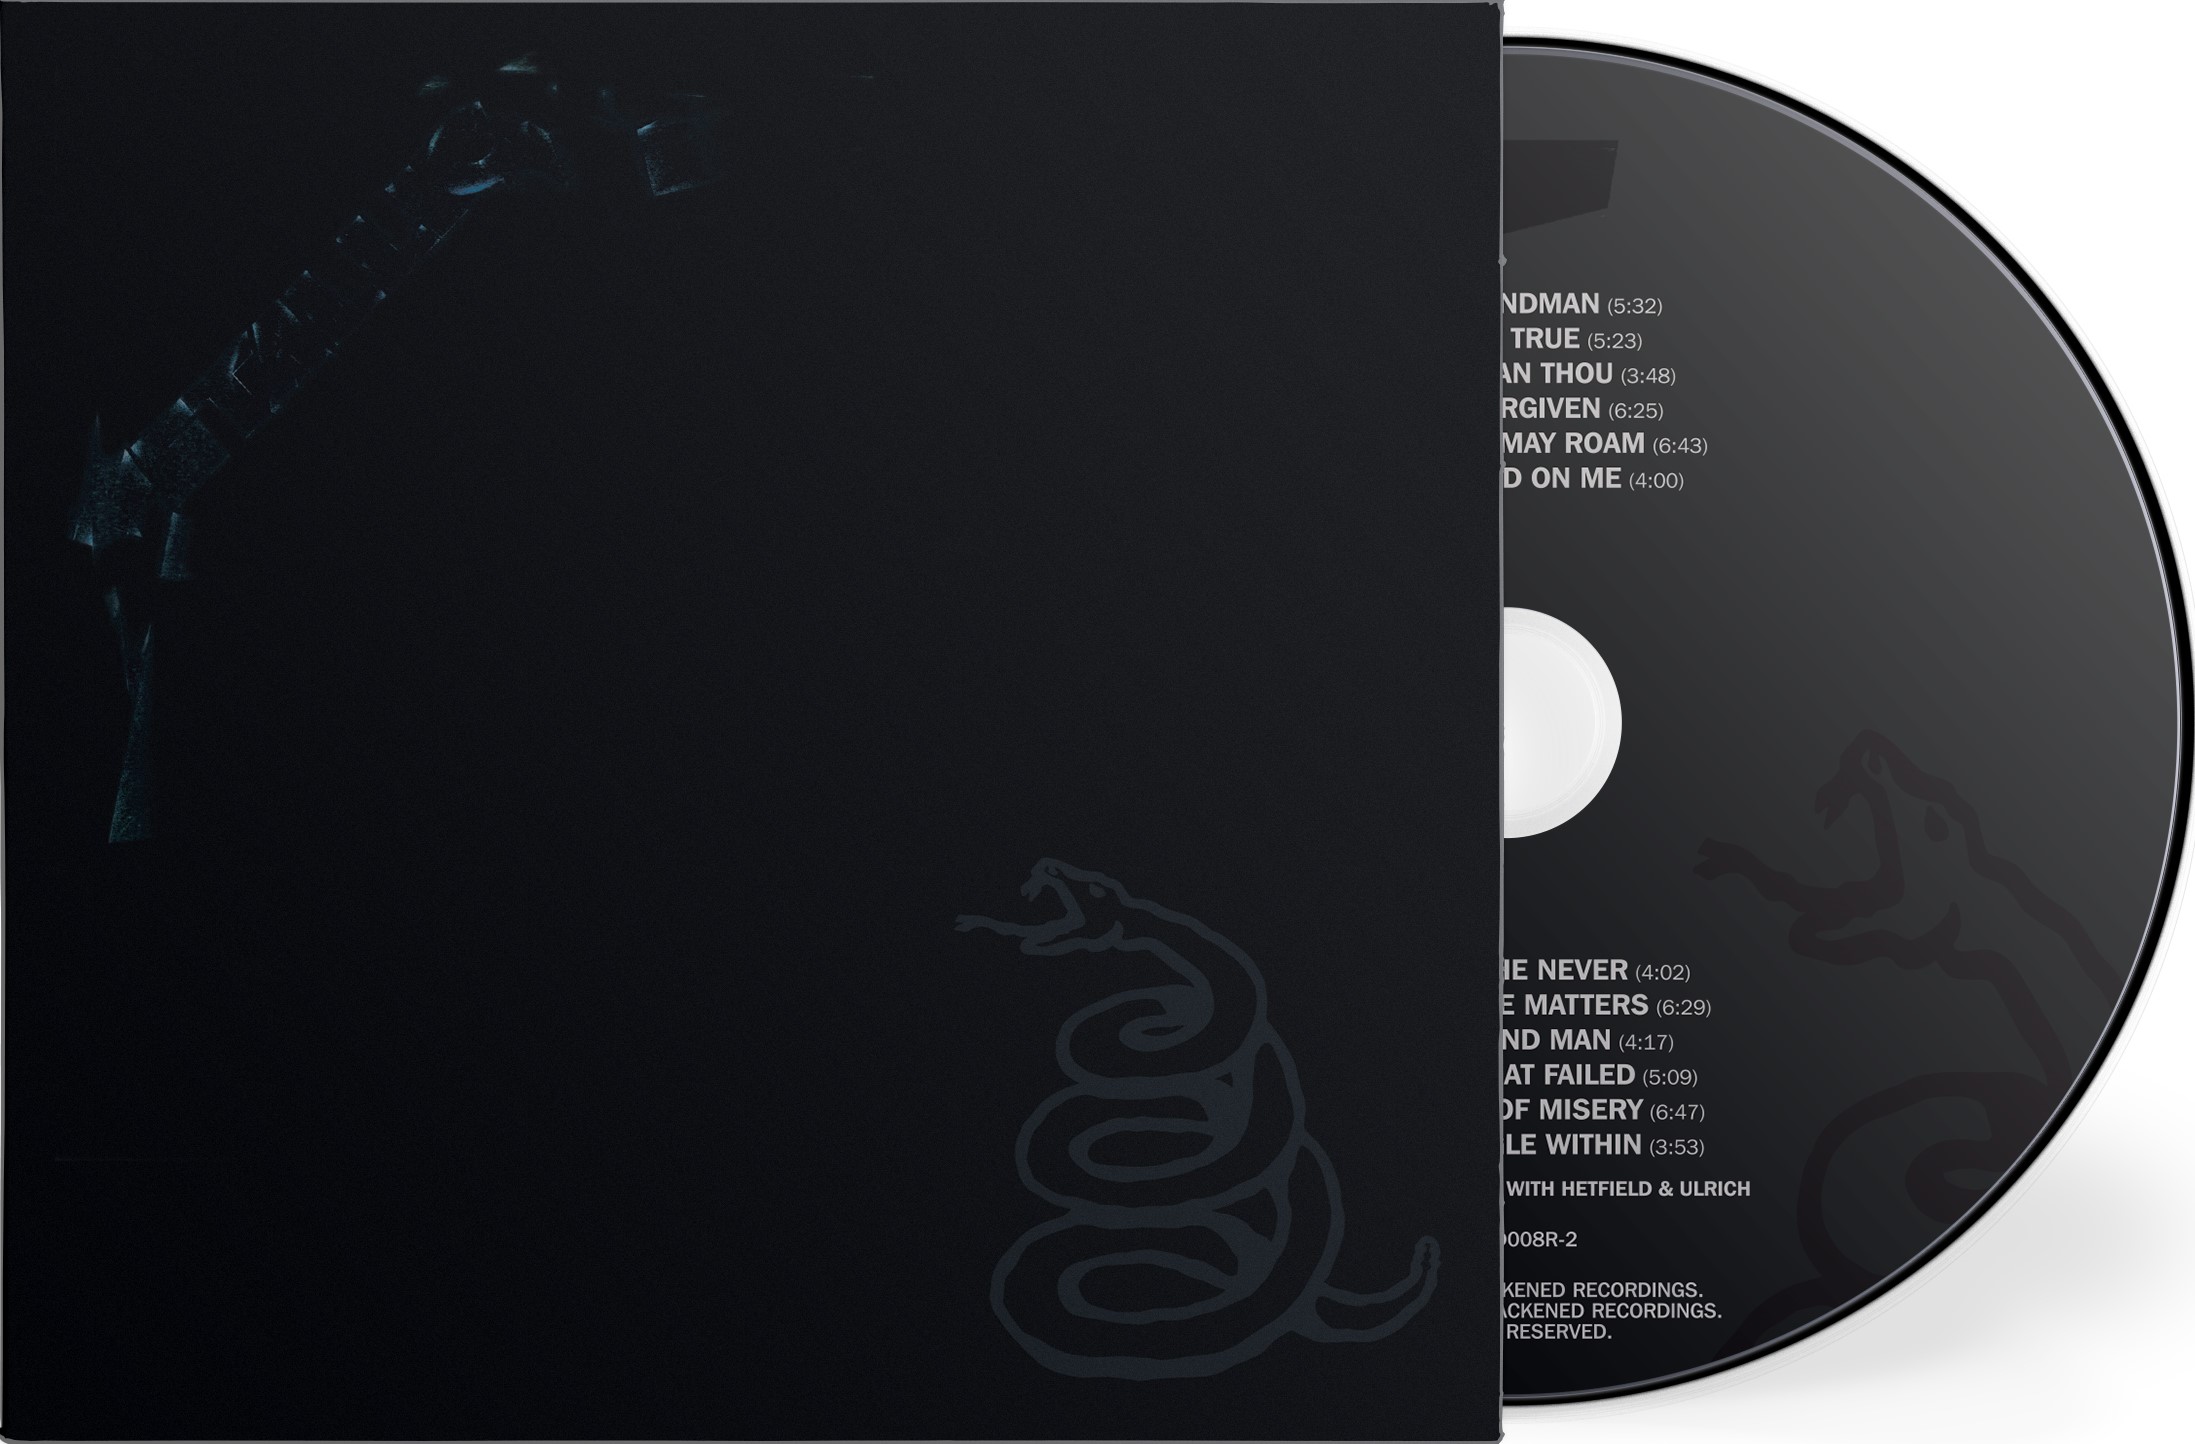 NDMAN (5:32)
TRUE (5:23)
AN THOU (3:48)
RGIVEN (6:25)
MAY ROAM (6:43)
D ON ME (4:00)
HE NEVER (4:02)
E MATTERS (6:29)
ND MAN (4:17)
AT FAILED (5:09)
OF MISERY (6:47)
LE WITHIN (3:53)
WITH HETFIELD & ULRICH
0008R-2
KENED RECORDINGS.
ACKENED RECORDINGS.
RESERVED.